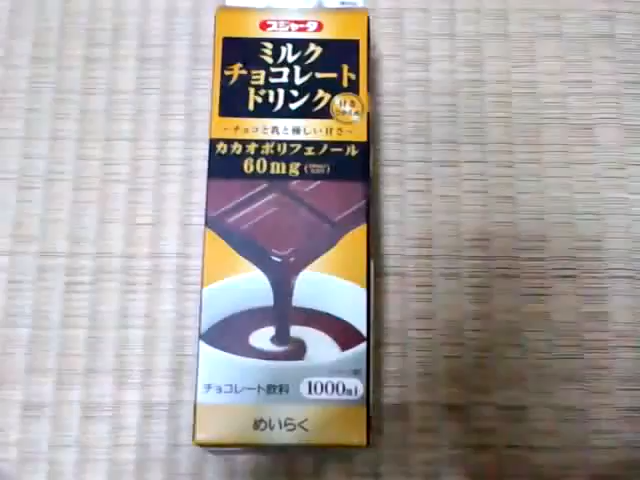 スジャータ
ミルク
チョコレート
ドリンク
甘さ
～チョコと乳と優しい甘さ～
カカオポリフェノール
60mg
チョコレート飲料
1000ml
めいらく